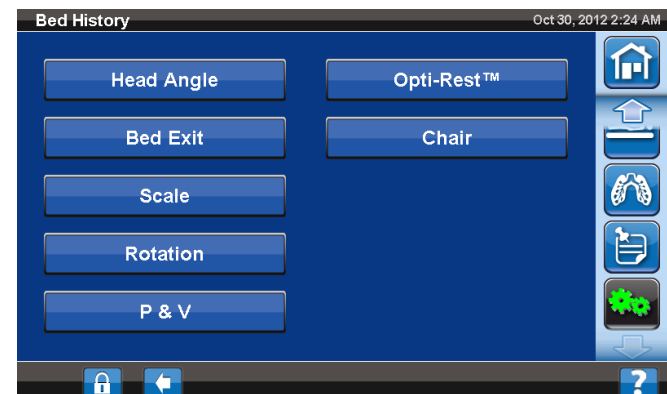 Bed History
Oct 30, 2012 2:24 AM
Head Angle
Opti-Rest™
Bed Exit
Chair
Scale
Rotation
P & V
?